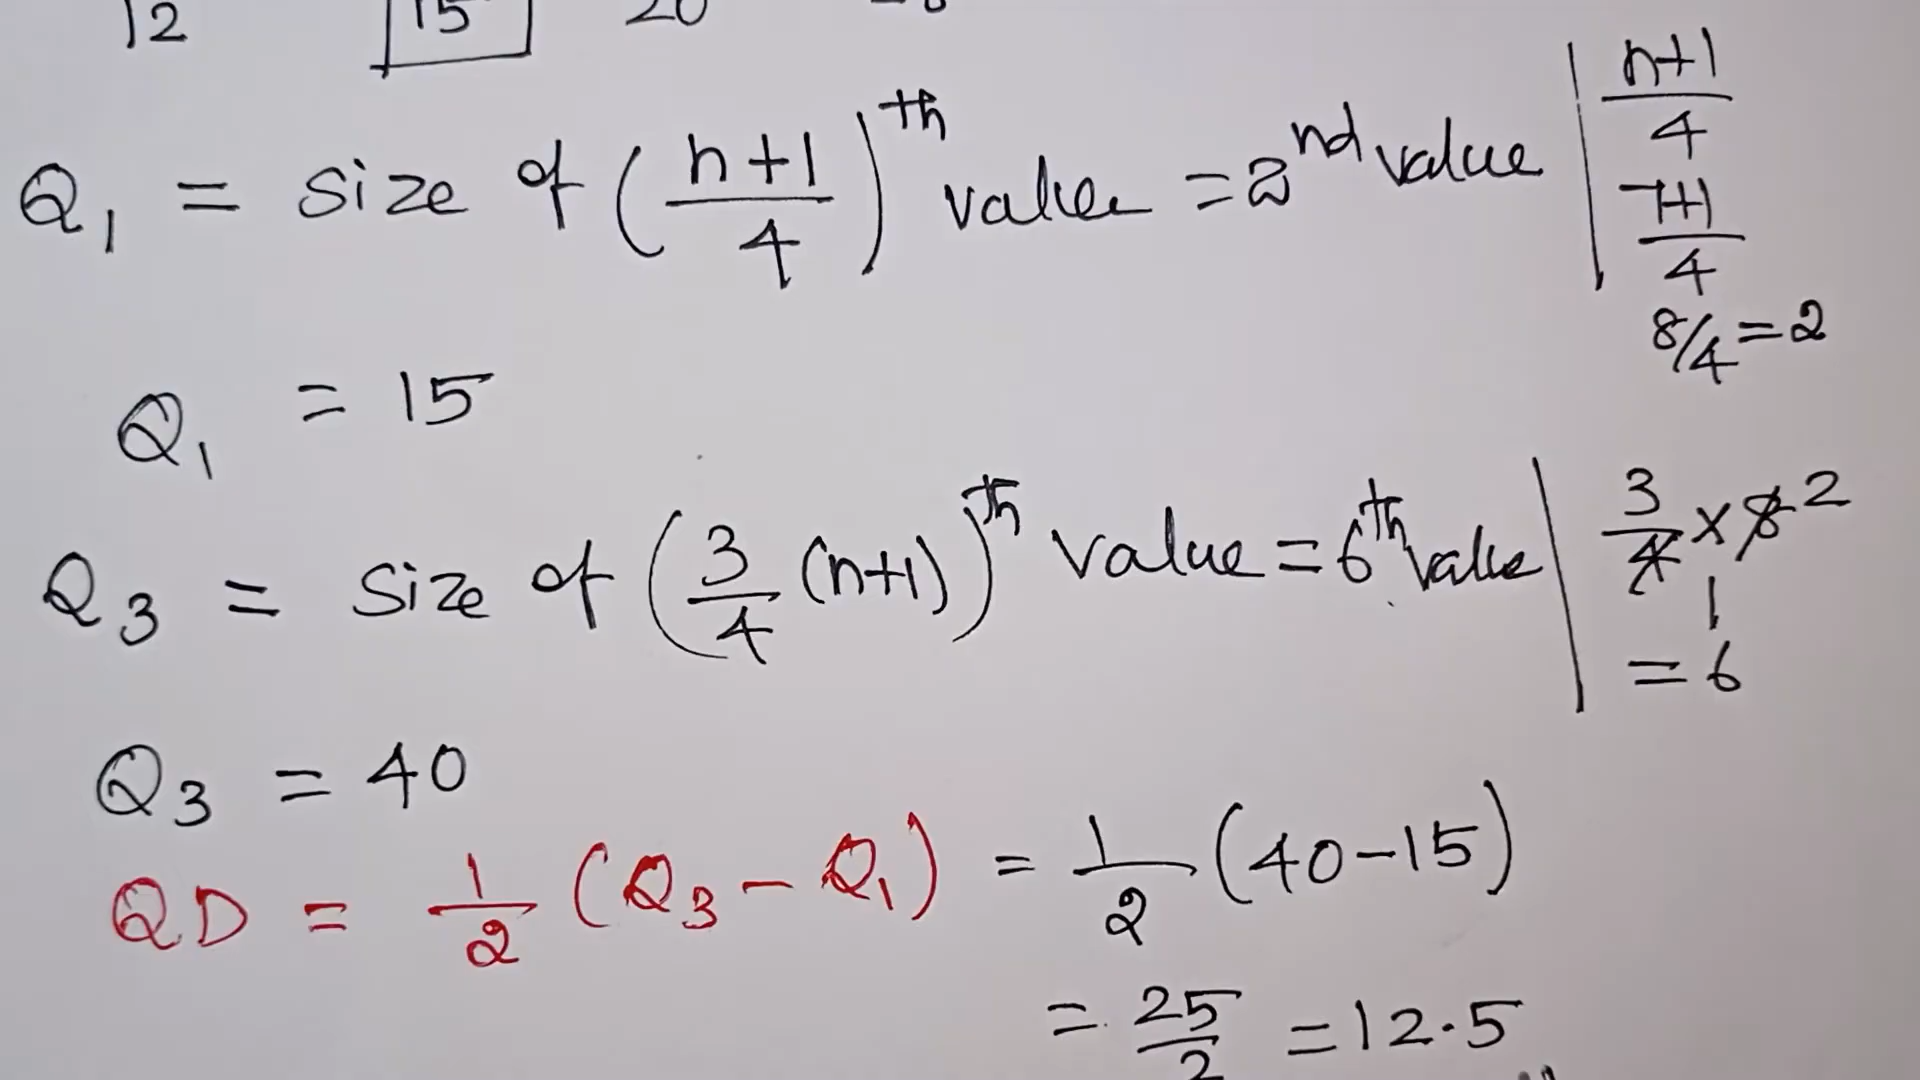 12 15 20
Q₁ = Size of ((n+1)/4)ᵗʰ value = 2ⁿᵈ value | (n+1)/4
(7+1)/4
8/4 = 2
Q₁ = 15
Q₃ = Size of (3/4 (n+1))ᵗʰ value = 6ᵗʰ value | 3/4 × 8 2
1
= 6
Q₃ = 40
QD = 1/2 (Q₃ - Q₁) = 1/2 (40-15)
= 25/2 = 12.5